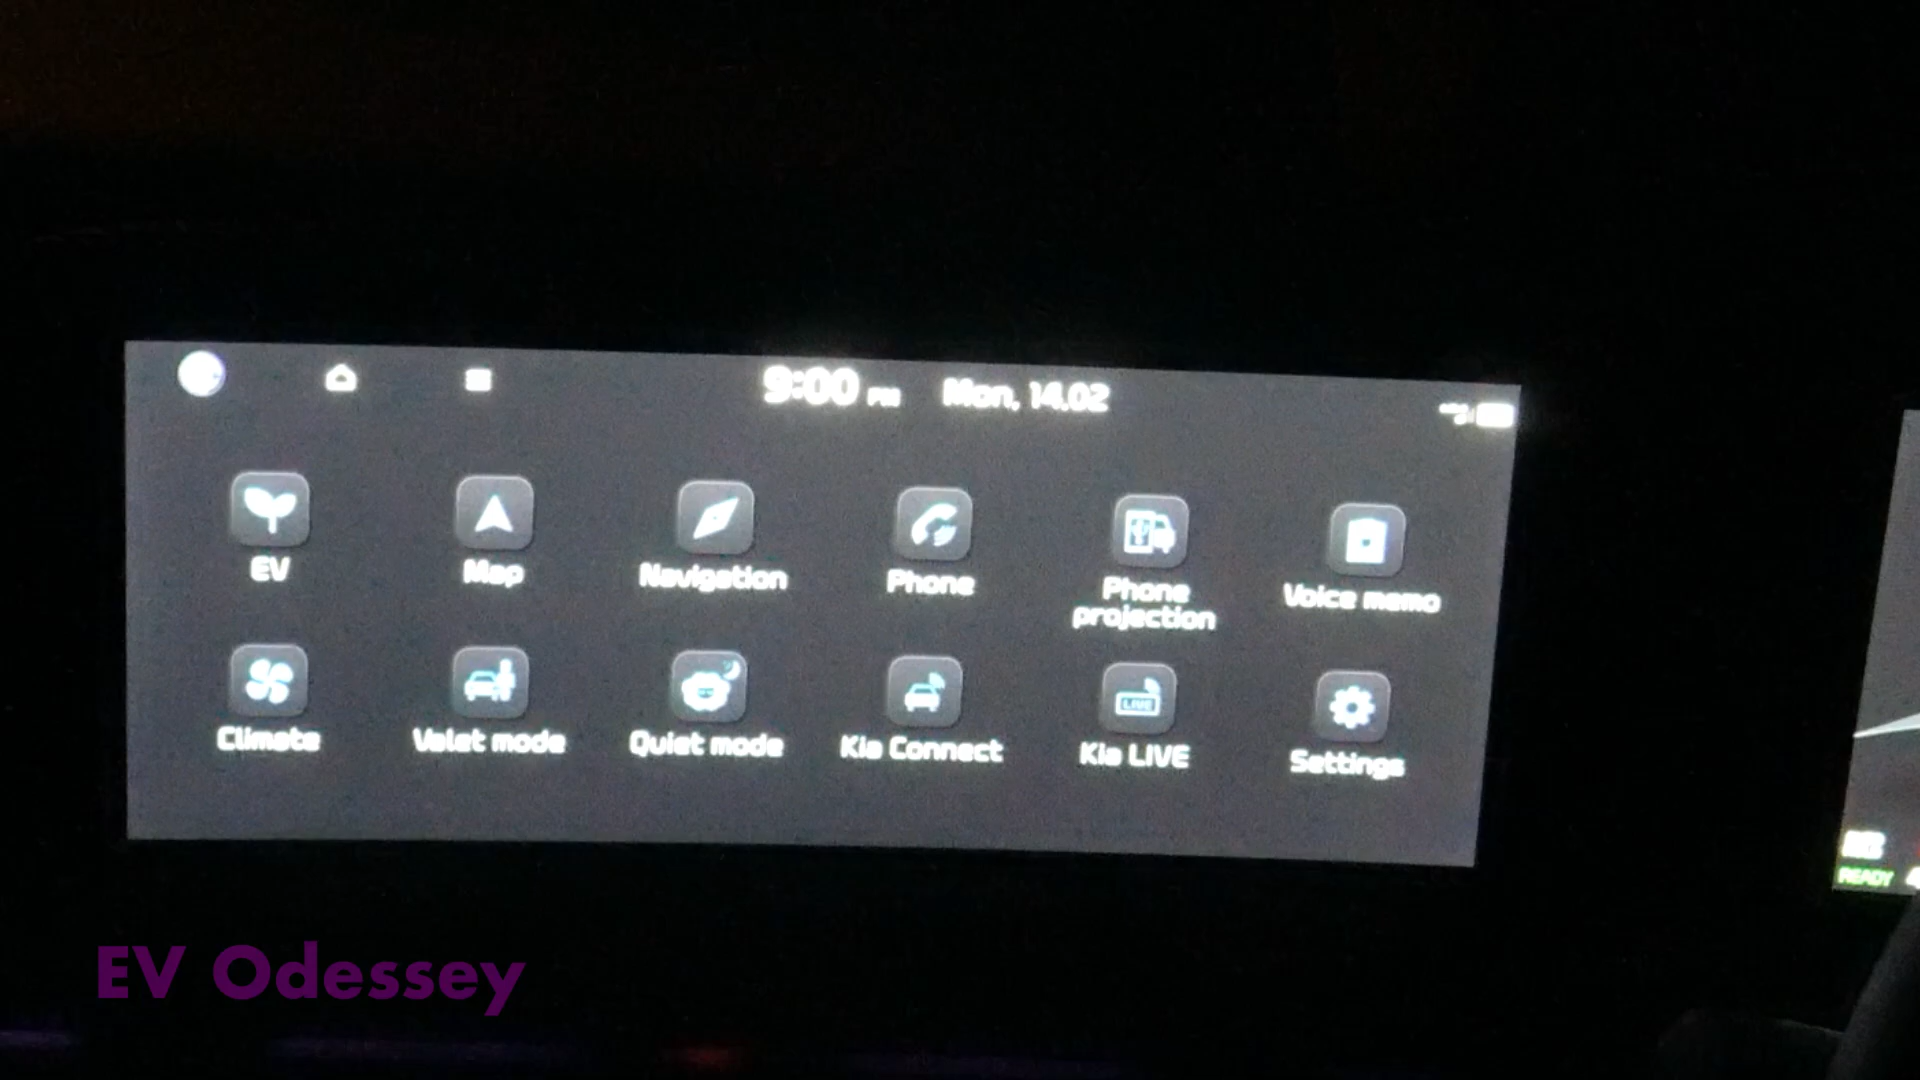 9:00 PM Mon, 14.02
EV Map Navigation Phone Phone projection Voice memo
Climate Valet mode Quiet mode Kia Connect LIVE Kia LIVE Settings
READY
EV Odessey